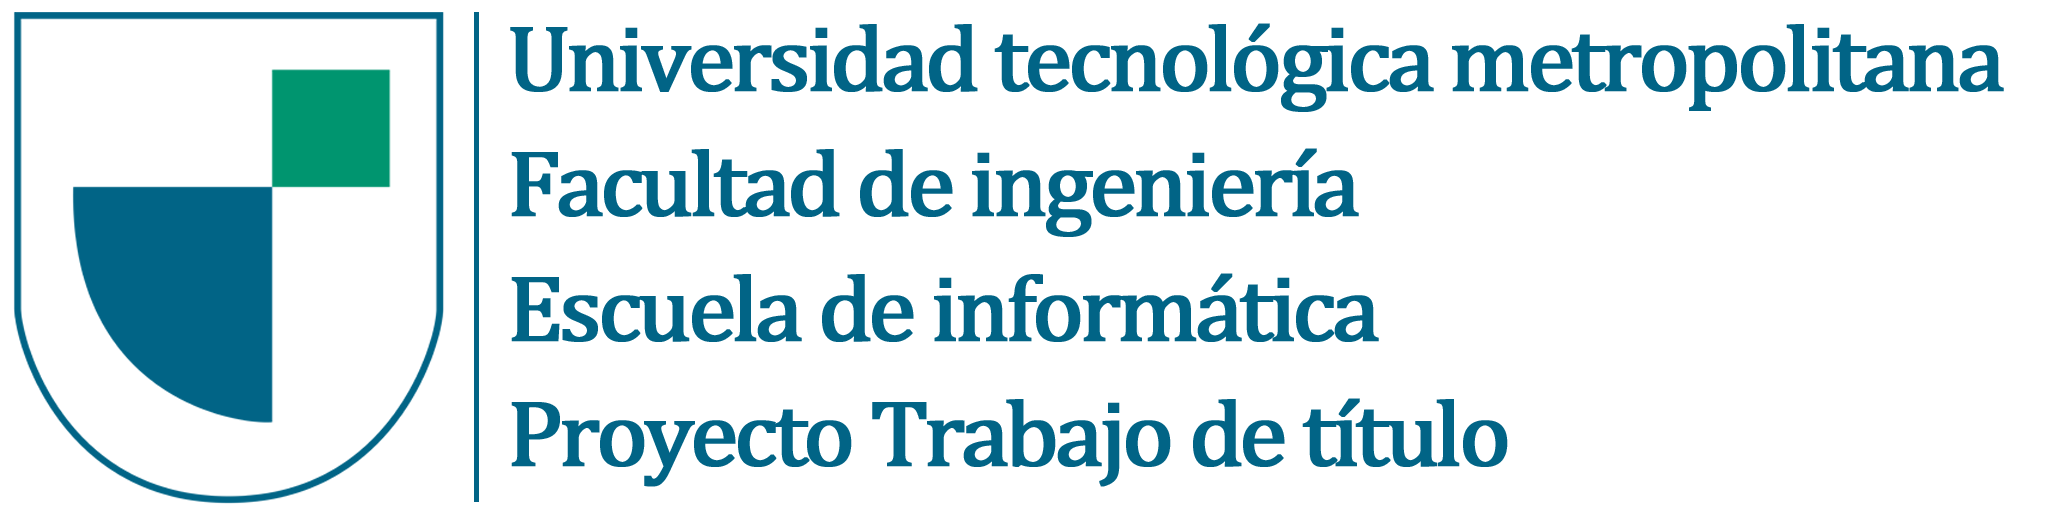 Universidad tecnológica metropolitana
Facultad de ingeniería
Escuela de informática
Proyecto Trabajo de título